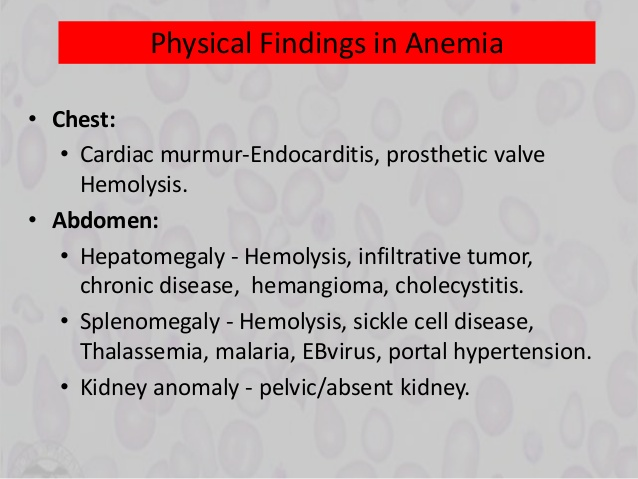 Physical Findings in Anemia
• Chest:
• Cardiac murmur-Endocarditis, prosthetic valve
Hemolysis.
• Abdomen:
• Hepatomegaly - Hemolysis, infiltrative tumor,
chronic disease,  hemangioma, cholecystitis.
• Splenomegaly - Hemolysis, sickle cell disease,
Thalassemia, malaria, EBvirus, portal hypertension.
• Kidney anomaly - pelvic/absent kidney.